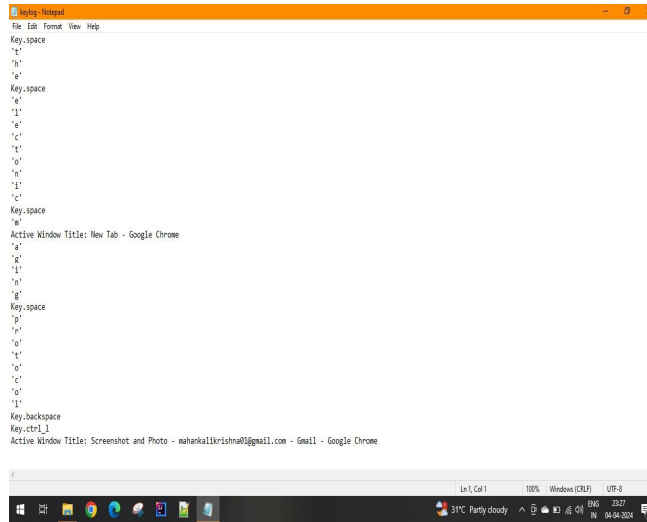 keylog - Notepad
File Edit Format View Help
Key.space
't'
'h'
'e'
Key.space
'e'
'l'
'e'
'c'
't'
'o'
'n'
'i'
'c'
Key.space
'm'
Active Window Title: New Tab - Google Chrome
'a'
'g'
'i'
'n'
'g'
Key.space
'p'
'r'
'o'
't'
'o'
'c'
'o'
'l'
Key.backspace
Key.ctrl_l
Active Window Title: Screenshot and Photo - mahankalikrishna01@gmail.com - Gmail - Google Chrome
Ln 1, Col 1 100% Windows (CRLF) UTF-8
31°C Partly cloudy ENG 23:27
IN 04-04-2024